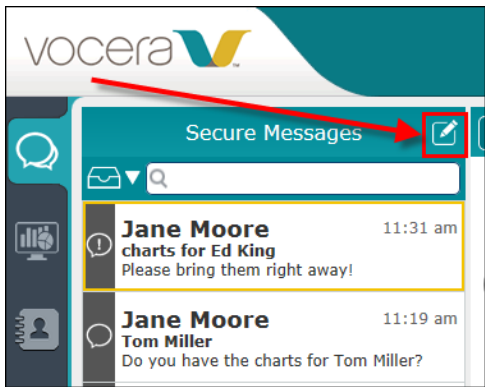 vocera
Secure Messages
Jane Moore 11:31 am
charts for Ed King
Please bring them right away!
Jane Moore 11:19 am
Tom Miller
Do you have the charts for Tom Miller?